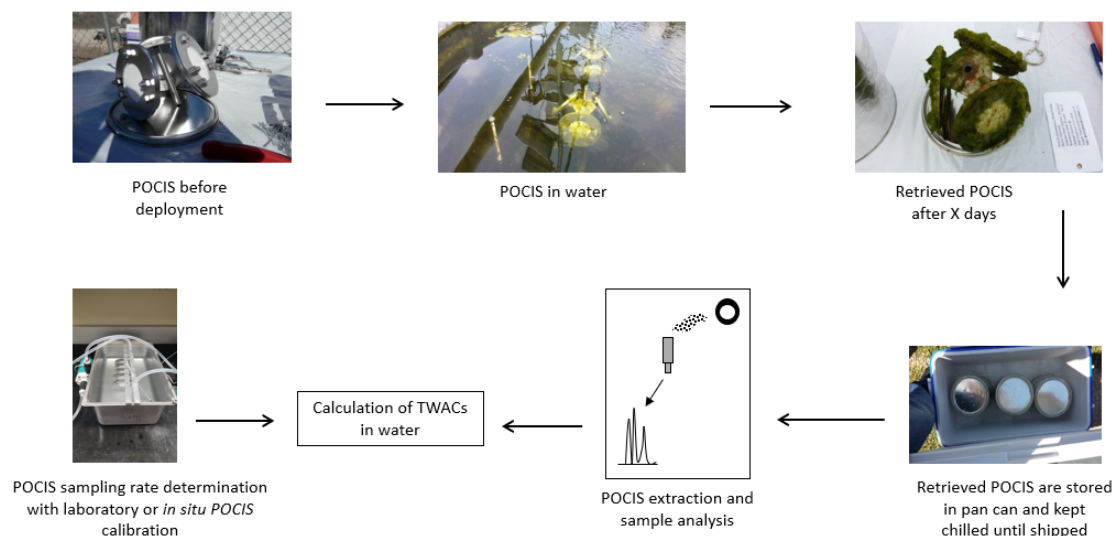 POCIS before
deployment
POCIS in water
Retrieved POCIS
after X days
POCIS sampling rate determination
with laboratory or in situ POCIS
calibration
Calculation of TWACs
in water
POCIS extraction and
sample analysis
Retrieved POCIS are stored
in pan can and kept
chilled until shipped